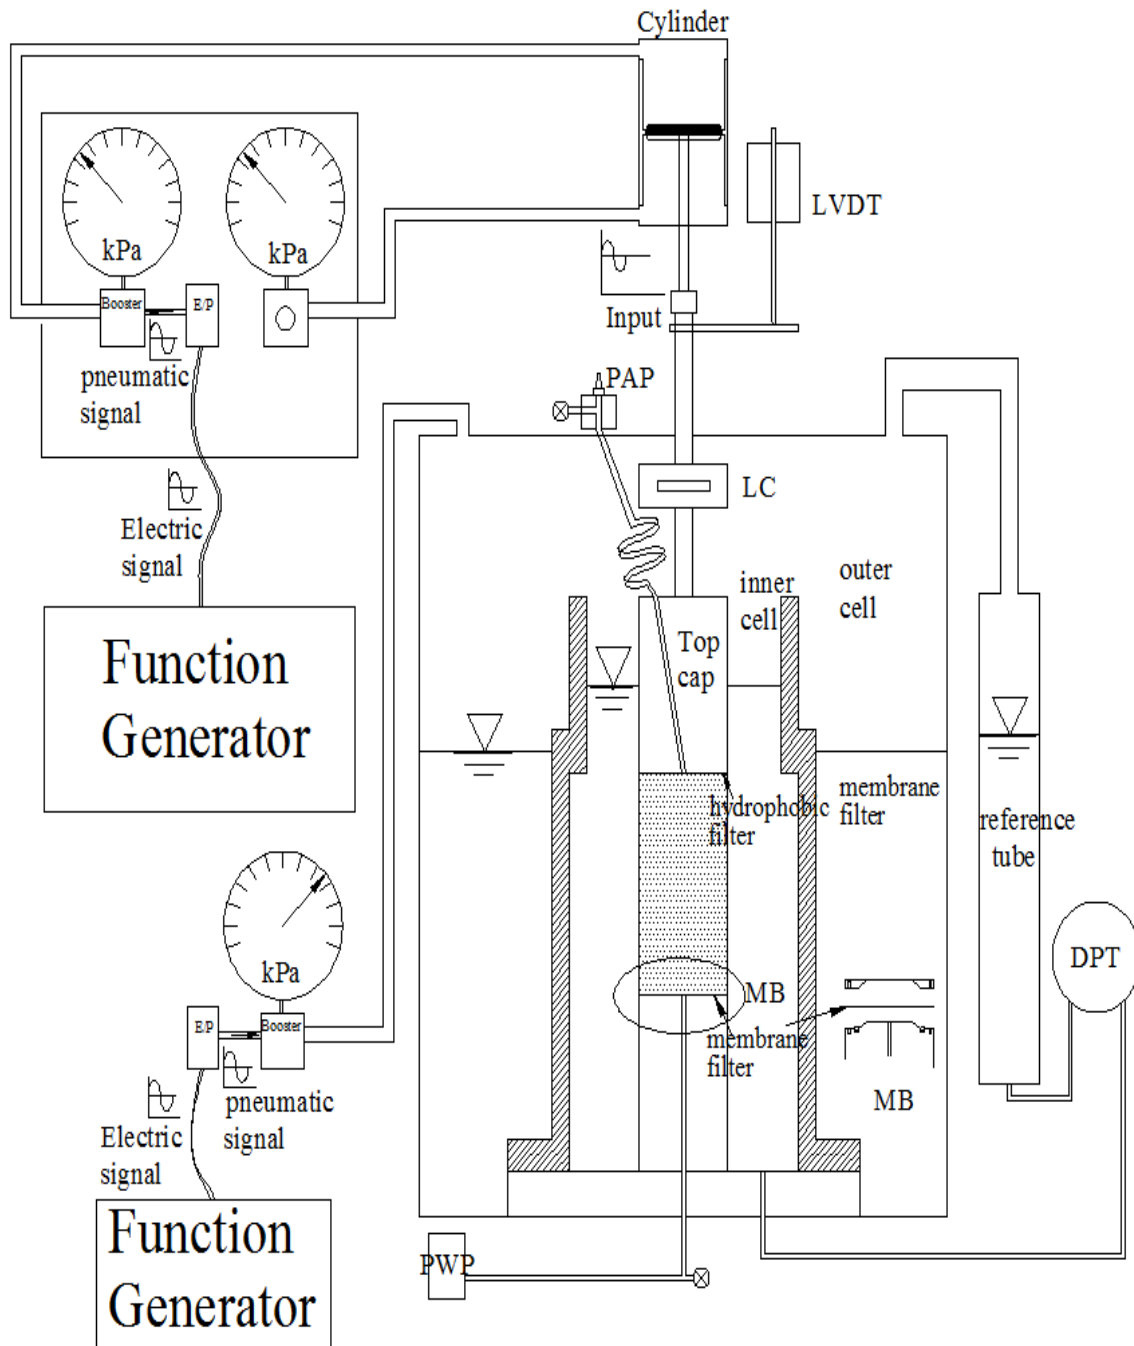 Cylinder
kPa
kPa
LVDT
Booster
E/P
Input
pneumatic
signal
PAP
LC
Electric
signal
inner
cell
outer
cell
Function
Generator
Top
cap
hydrophobic
filter
membrane
filter
reference
tube
kPa
DPT
MB
E/P
Booster
membrane
filter
pneumatic
signal
MB
Electric
signal
Function
Generator
PWP